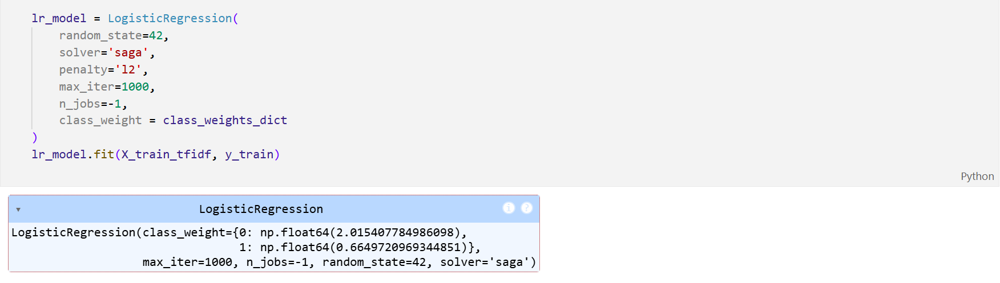 lr_model = LogisticRegression(
    random_state=42,
    solver='saga',
    penalty='l2',
    max_iter=1000,
    n_jobs=-1,
    class_weight = class_weights_dict
)
lr_model.fit(X_train_tfidf, y_train)
Python
▾ LogisticRegression i ?
LogisticRegression(class_weight={0: np.float64(2.015407784986098),
                                 1: np.float64(0.6649720969344851)},
                   max_iter=1000, n_jobs=-1, random_state=42, solver='saga')